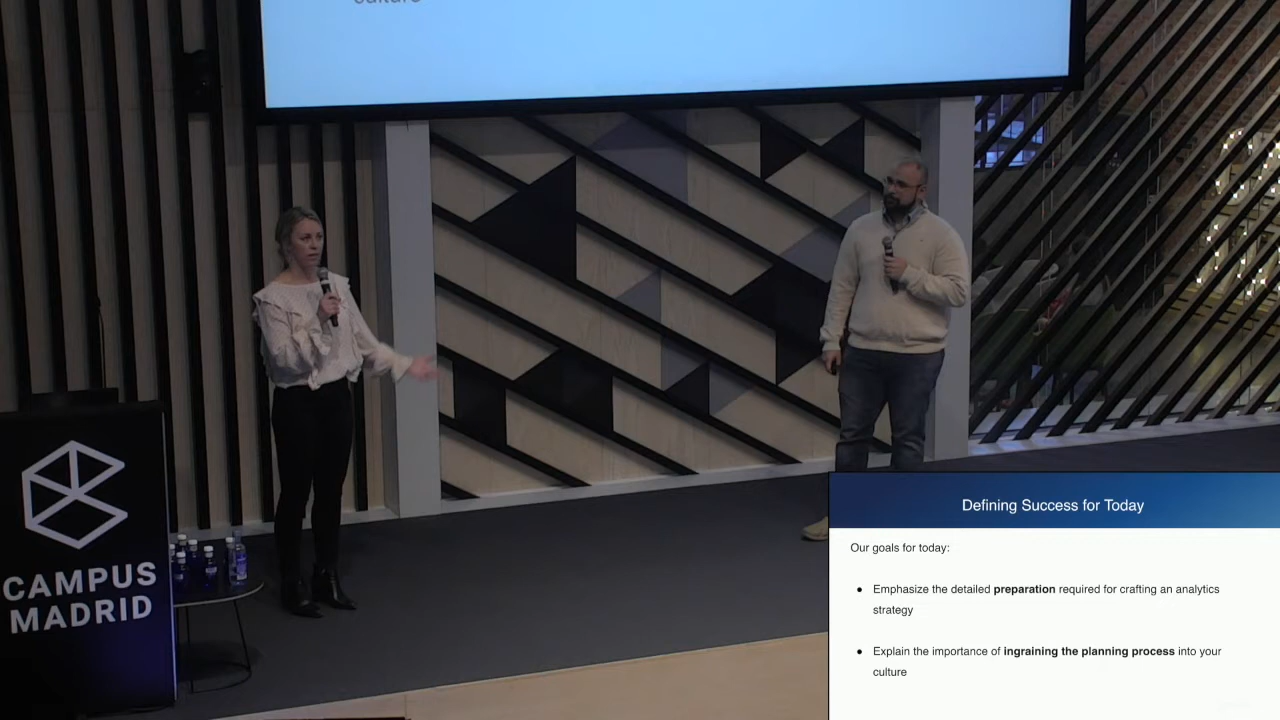 culture
CAMPUS
MADRID
Defining Success for Today
Our goals for today:
● Emphasize the detailed preparation required for crafting an analytics
strategy
● Explain the importance of ingraining the planning process into your
culture